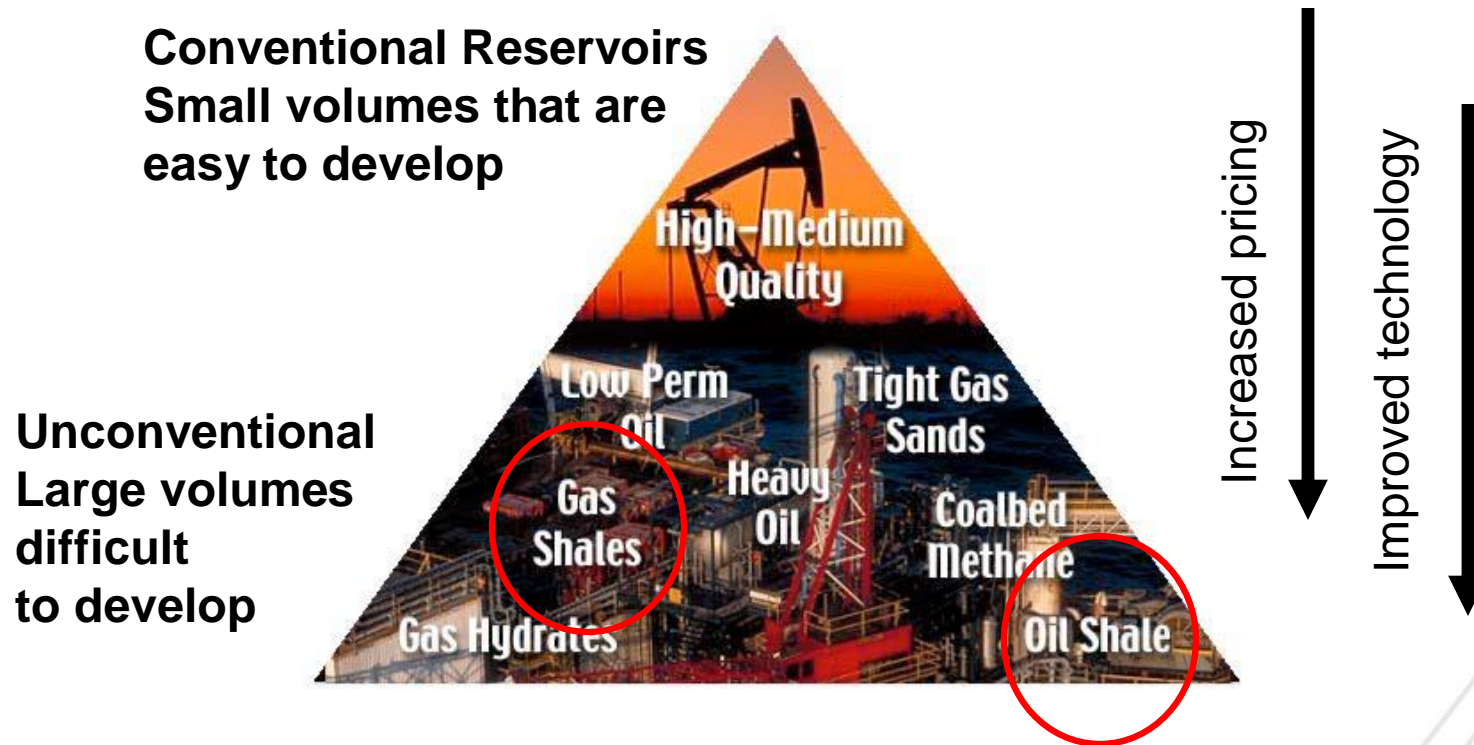 Conventional Reservoirs
Small volumes that are
easy to develop
High-Medium
Quality
Low Perm
Oil
Tight Gas
Sands
Gas
Shales
Heavy
Oil
Coalbed
Methane
Gas Hydrates
Oil Shale
Unconventional
Large volumes
difficult
to develop
Increased pricing
Improved technology